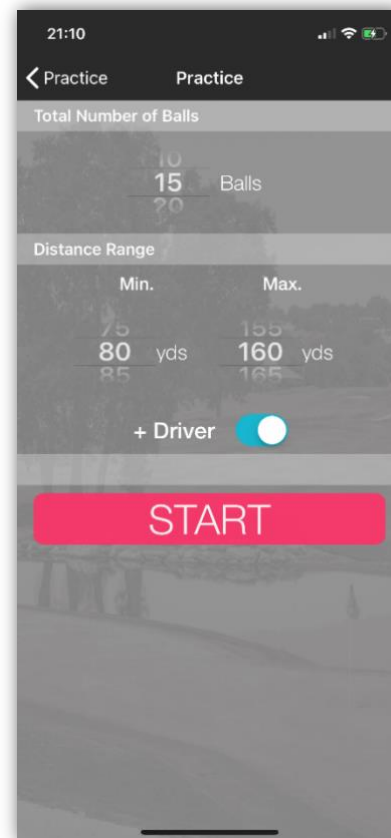 21:10
Practice Practice
Total Number of Balls
10
15 Balls
20
Distance Range
Min. Max.
75 155
80 yds 160 yds
85 165
+ Driver
START